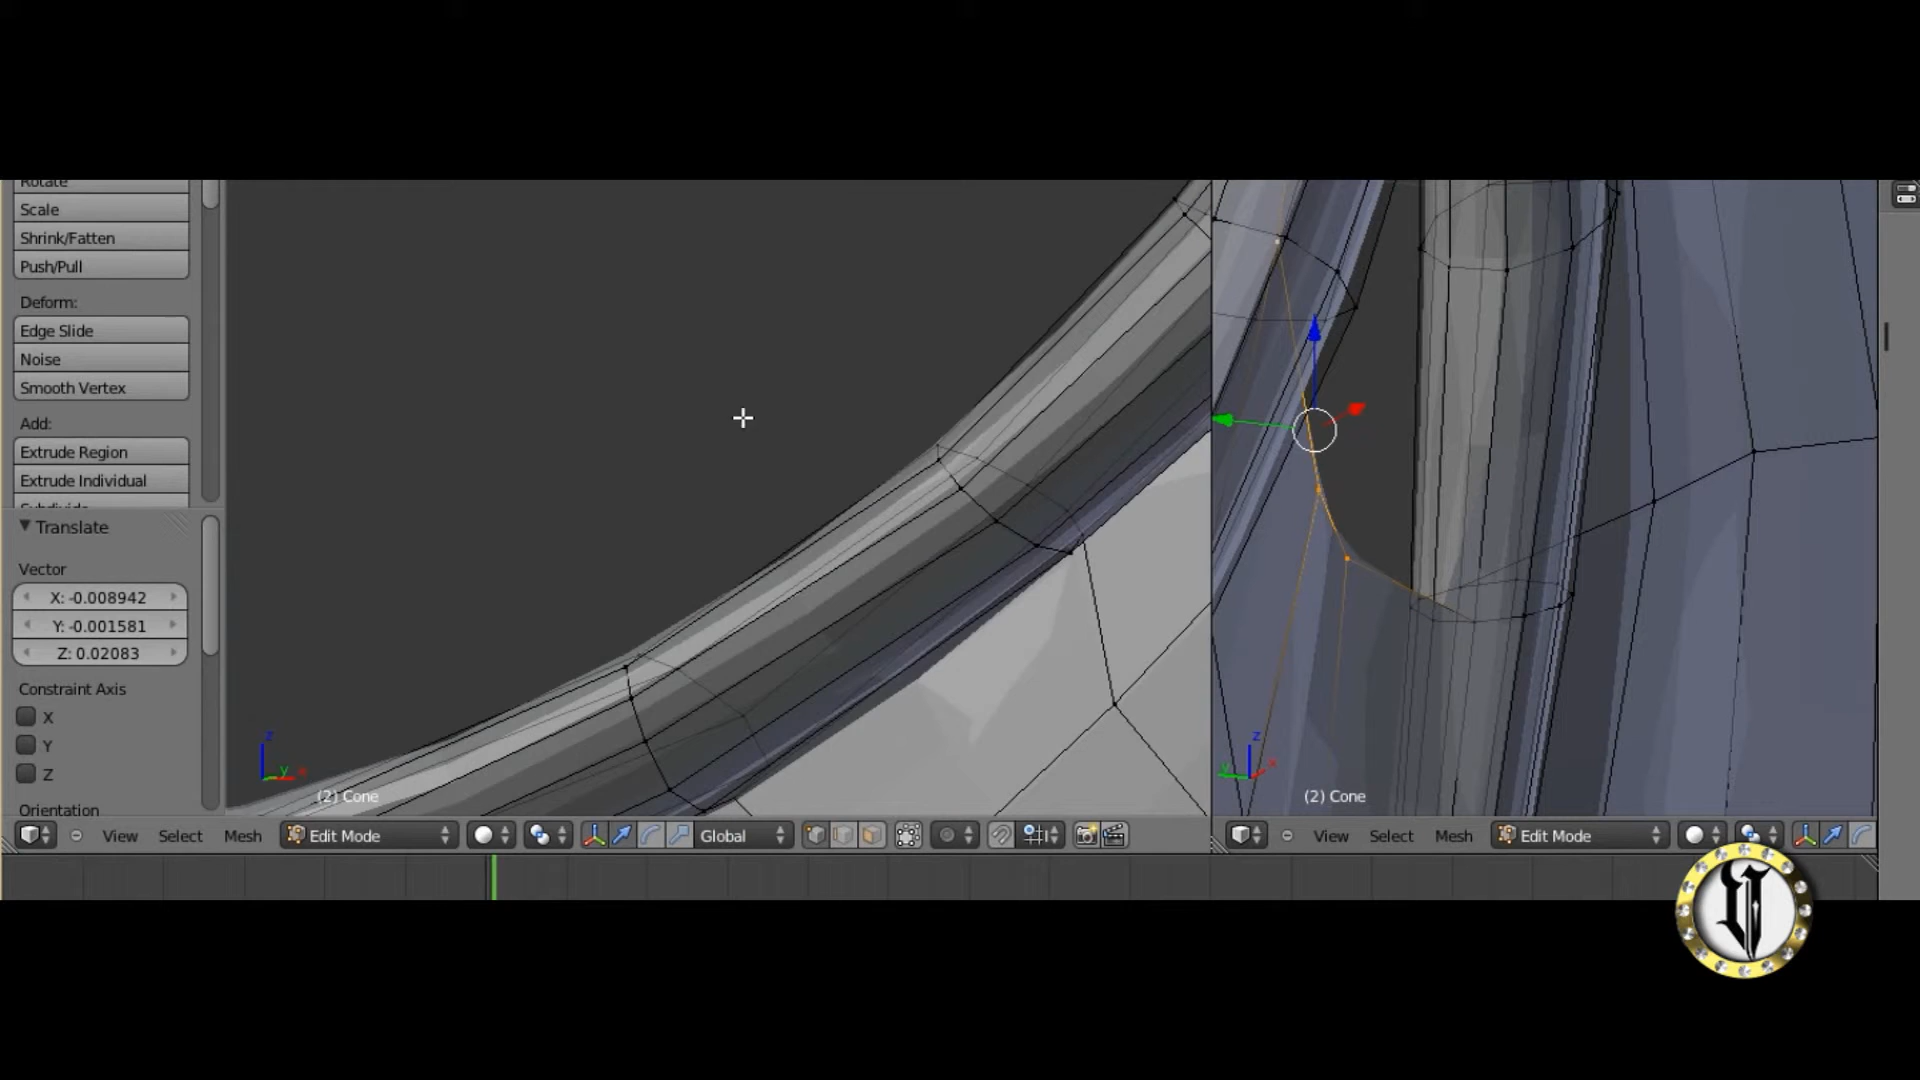 Rotate
Scale
Shrink/Fatten
Push/Pull
Deform:
Edge Slide
Noise
Smooth Vertex
Add:
Extrude Region
Extrude Individual
Subdivide
Translate
Vector
X: -0.008942
Y: -0.001581
Z: 0.02083
Constraint Axis
X
Y
Z
Orientation
z
y x
(2) Cone
z
y x
(2) Cone
View Select Mesh Edit Mode Global
View Select Mesh Edit Mode